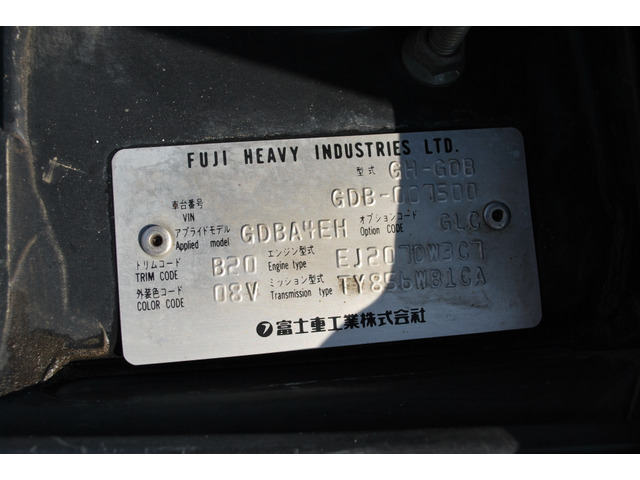 FUJI HEAVY INDUSTRIES LTD.
型式 GH-GDB
車台番号 VIN GDB-007500
アプライドモデル Applied model GDBA4EH オプションコード Option code GLC
トリムコード TRIM CODE B20 エンジン型式 Engine type EJ207DW3C7
外装色コード COLOR CODE 08V ミッション型式 Transmission type
富士重工業株式会社